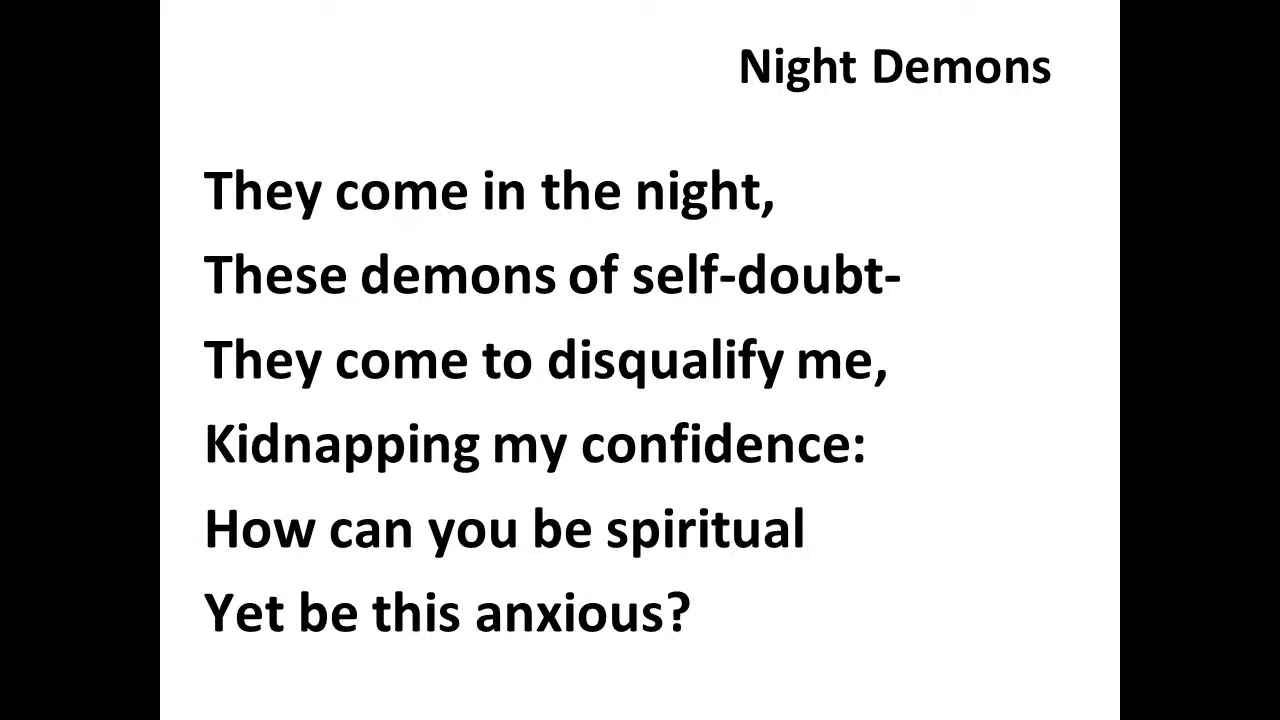 Night Demons
They come in the night,
These demons of self-doubt-
They come to disqualify me,
Kidnapping my confidence:
How can you be spiritual
Yet be this anxious?